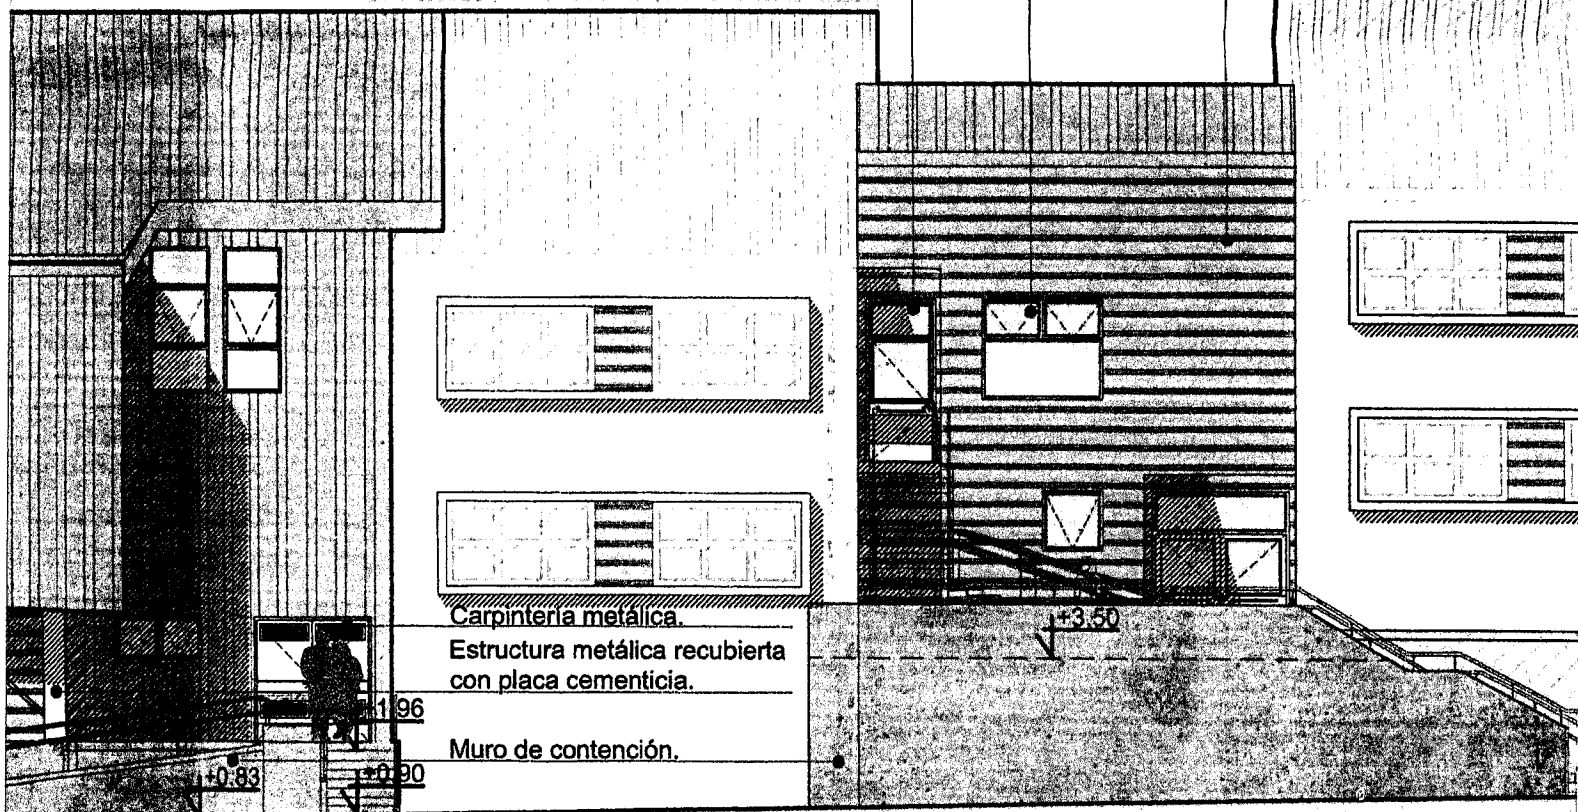 Carpintería metálica.
+3.50
Estructura metálica recubierta
con placa cementicia.
1.96
Muro de contención.
+0.83
+0.90